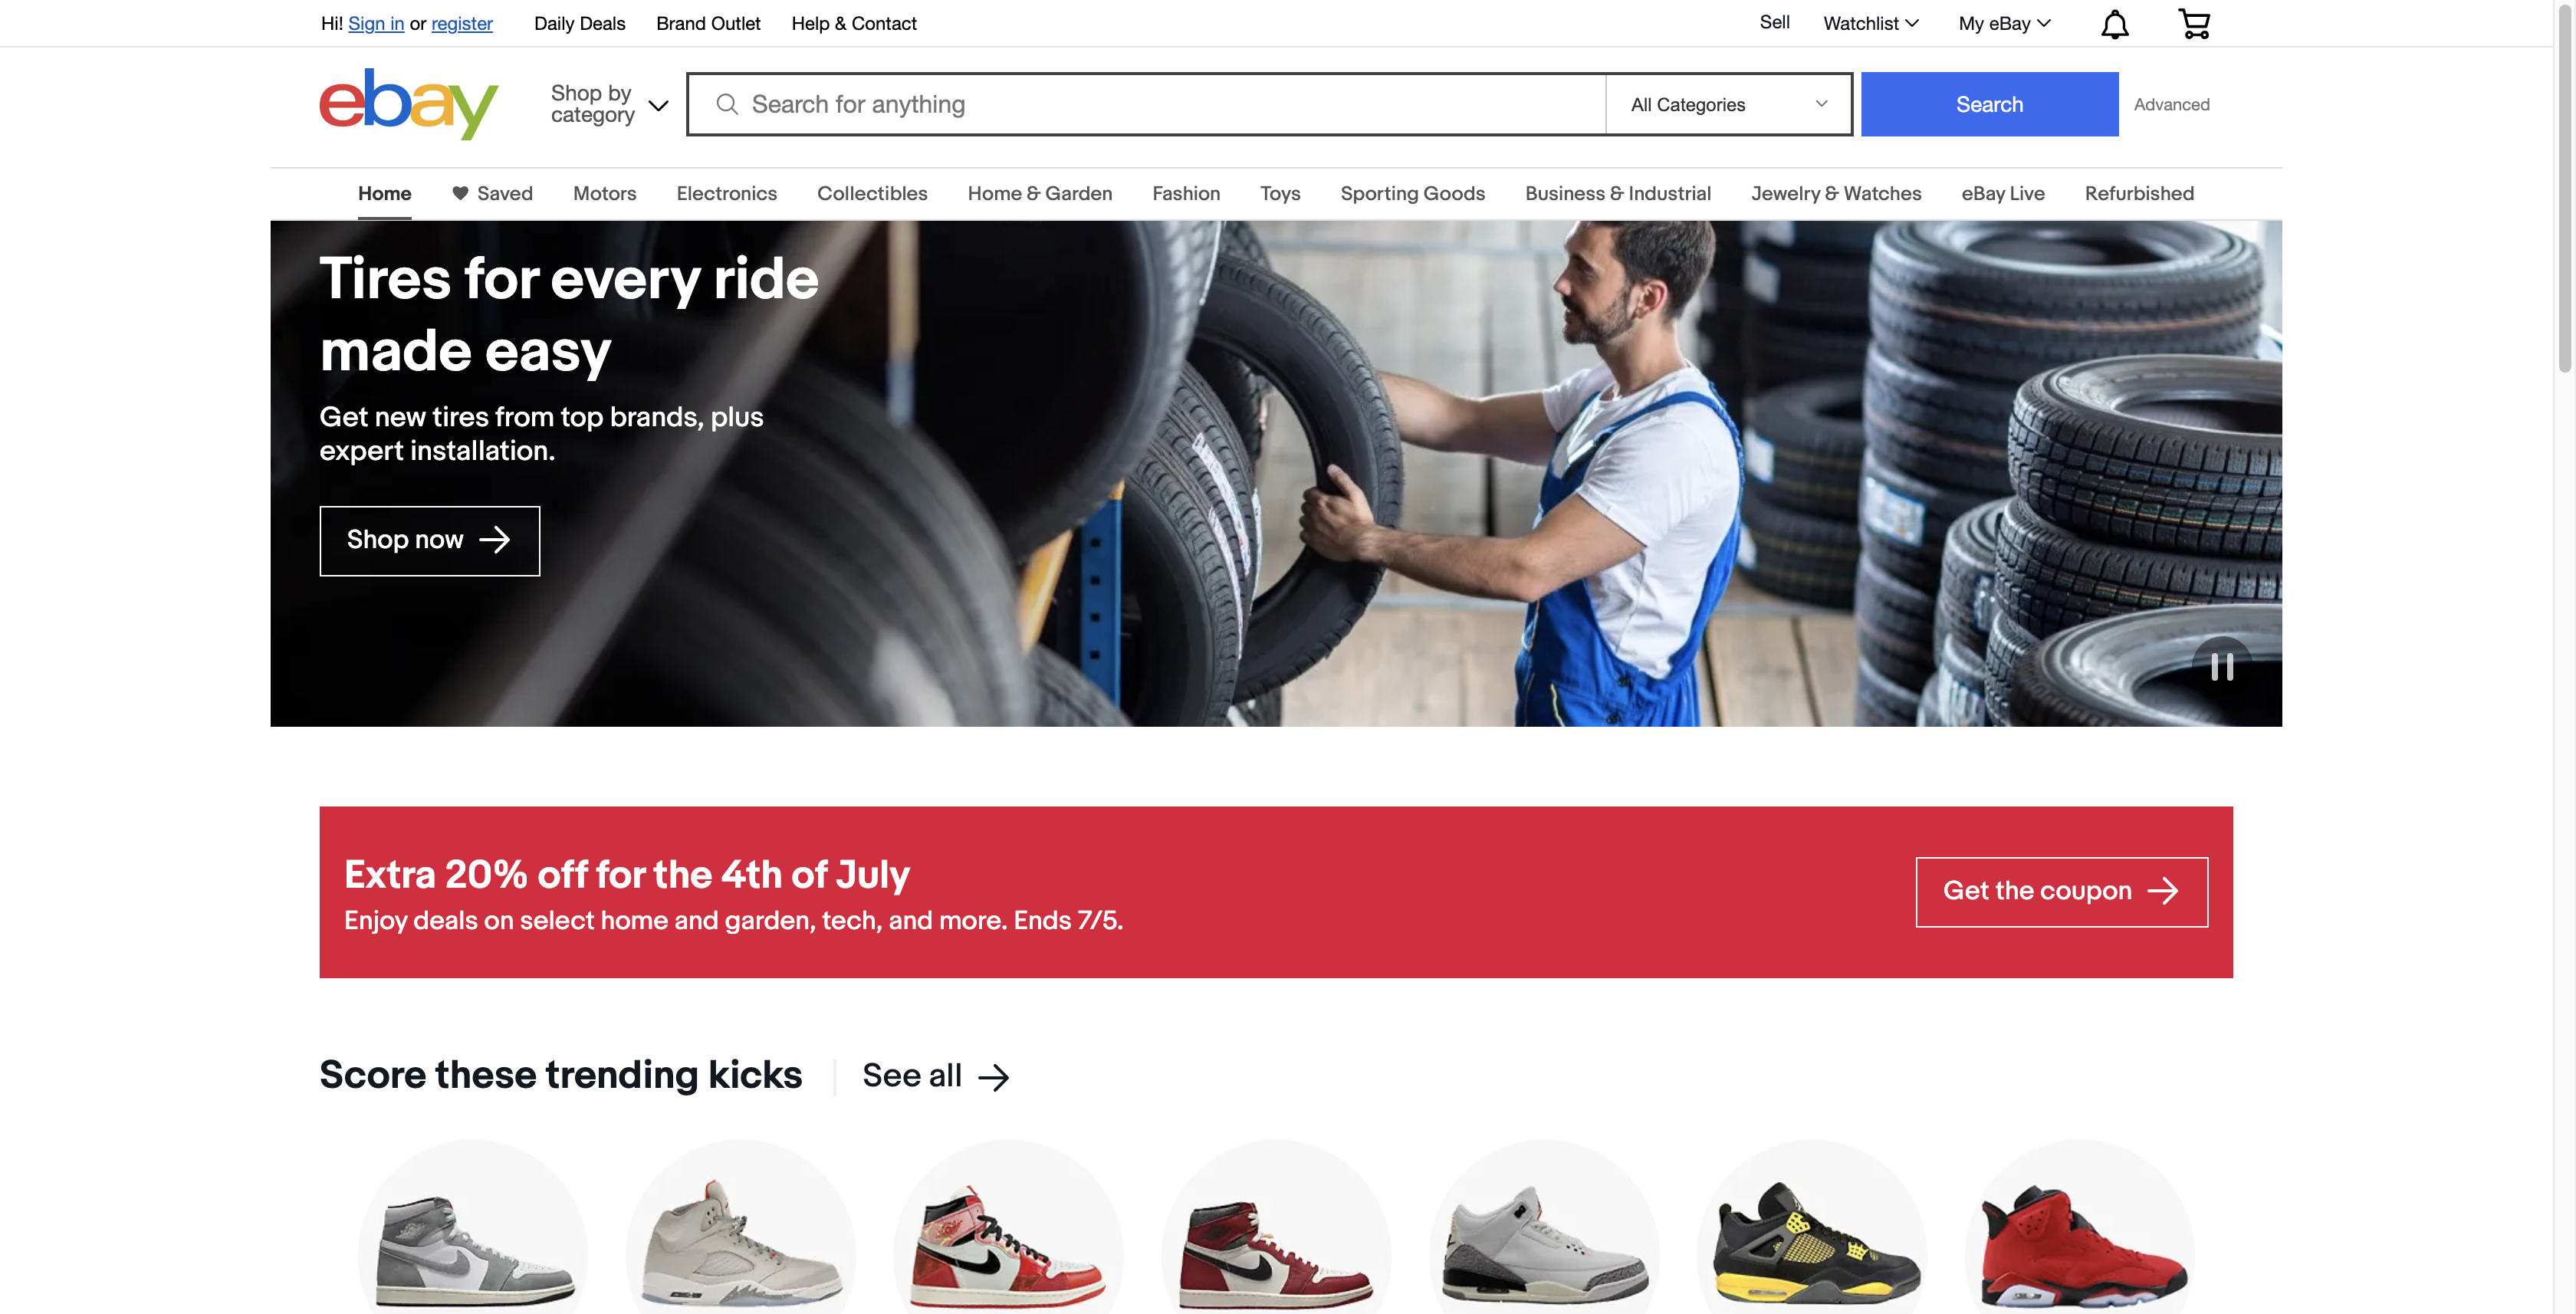 Hi! Sign in or register
Daily Deals
Brand Outlet
Help & Contact
Sell
Watchlist
My eBay
ebay
Shop by
category
Search for anything
All Categories
Search
Advanced
Home
Saved
Motors
Electronics
Collectibles
Home & Garden
Fashion
Toys
Sporting Goods
Business & Industrial
Jewelry & Watches
eBay Live
Refurbished
Tires for every ride
made easy
Get new tires from top brands, plus
expert installation.
Shop now
Extra 20% off for the 4th of July
Enjoy deals on select home and garden, tech, and more. Ends 7/5.
Get the coupon
Score these trending kicks
See all